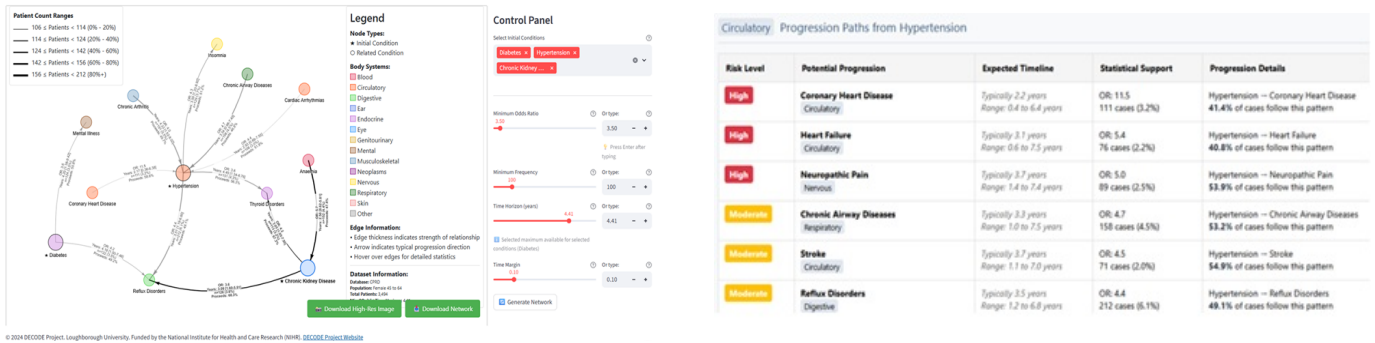 Patient Count Ranges
106 ≤ Patients < 114 (0% - 20%)
114 ≤ Patients < 124 (20% - 40%)
124 ≤ Patients < 142 (40% - 60%)
142 ≤ Patients < 156 (60% - 80%)
156 ≤ Patients < 212 (80%+)
Insomnia
Chronic Airway Diseases
Cardiac Arrhythmias
Chronic Arthritis
Mental Illness
Anaemia
★ Hypertension
Coronary Heart Disease
Thyroid Disorders
★ Diabetes
Reflux Disorders
★ Chronic Kidney Disease
Legend
Node Types:
★ Initial Condition
○ Related Condition
Body Systems:
Blood
Circulatory
Digestive
Ear
Endocrine
Eye
Genitourinary
Mental
Musculoskeletal
Neoplasms
Nervous
Respiratory
Skin
Other
Edge Information:
• Edge thickness indicates strength of relationship
• Arrow indicates typical progression direction
• Hover over edges for detailed statistics
Dataset Information:
Database: CPRD
Population: Female 45 to 64
Download High-Res Image
Download Network
Control Panel
Select Initial Conditions
Diabetes × Hypertension ×
Chronic Kidney ... ×
Minimum Odds Ratio
Or type:
3.50
3.50 − +
Press Enter after
typing
Minimum Frequency
Or type:
100
100 − +
Time Horizon (years)
Or type:
4.41
4.41 − +
Selected maximum available for selected
conditions (Diabetes)
Time Margin
Or type:
0.10
0.10 − +
Generate Network
© 2024 DECODE Project. Loughborough University. Funded by the National Institute for Health and Care Research (NIHR). DECODE Project Website
Circulatory Progression Paths from Hypertension
Risk Level Potential Progression Expected Timeline Statistical Support Progression Details
High Coronary Heart Disease Typically 2.2 years OR: 11.5 Hypertension → Coronary Heart Disease
Circulatory Range: 0.4 to 6.4 years 111 cases (3.2%) 41.4% of cases follow this pattern
High Heart Failure Typically 3.1 years OR: 5.4 Hypertension → Heart Failure
Circulatory Range: 0.6 to 7.5 years 76 cases (2.2%) 40.8% of cases follow this pattern
High Neuropathic Pain Typically 3.1 years OR: 5.0 Hypertension → Neuropathic Pain
Nervous Range: 1.4 to 7.4 years 89 cases (2.5%) 53.9% of cases follow this pattern
Moderate Chronic Airway Diseases Typically 3.3 years OR: 4.7 Hypertension → Chronic Airway Diseases
Respiratory Range: 1.0 to 7.5 years 158 cases (4.5%) 53.2% of cases follow this pattern
Moderate Stroke Typically 3.7 years OR: 4.5 Hypertension → Stroke
Circulatory Range: 1.1 to 7.0 years 71 cases (2.0%) 54.9% of cases follow this pattern
Moderate Reflux Disorders Typically 3.5 years OR: 4.4 Hypertension → Reflux Disorders
Digestive Range: 1.2 to 6.8 years 212 cases (6.1%) 49.1% of cases follow this pattern